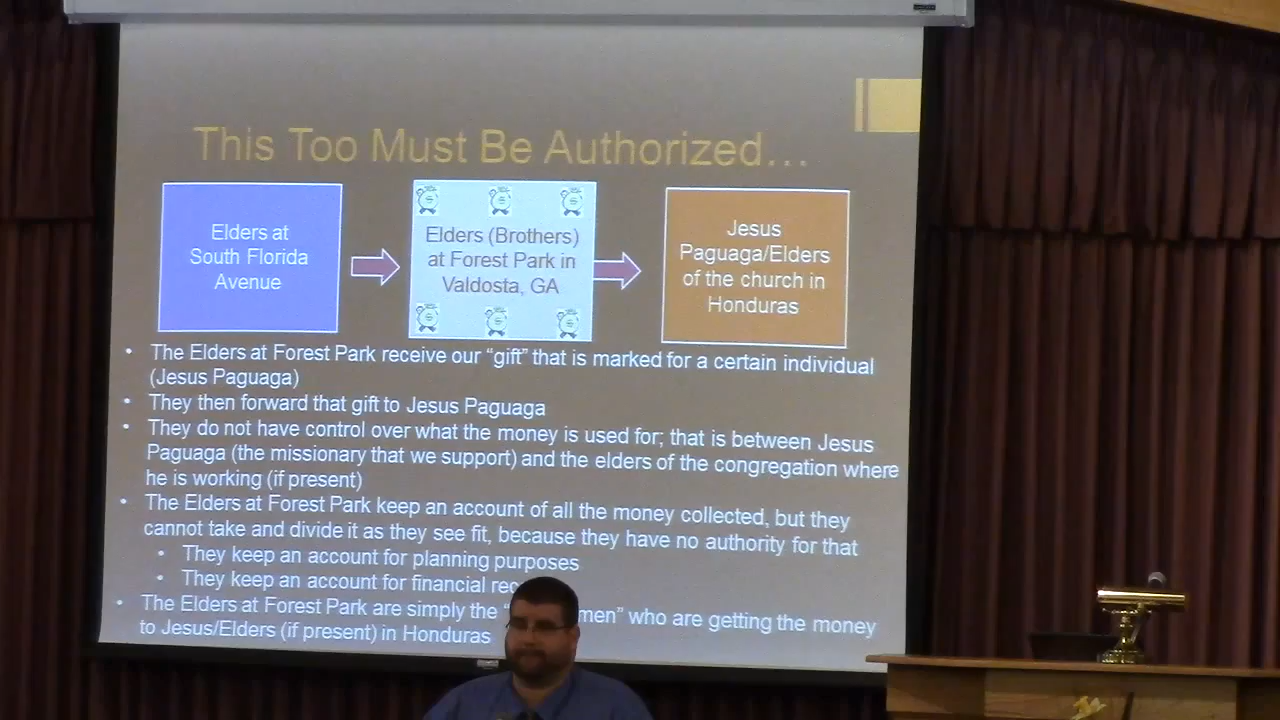 This Too Must Be Authorized…
Elders at
South Florida
Avenue
Elders (Brothers)
at Forest Park in
Valdosta, GA
Jesus
Paguaga/Elders
of the church in
Honduras
• The Elders at Forest Park receive our “gift” that is marked for a certain individual
(Jesus Paguaga)
• They then forward that gift to Jesus Paguaga
• They do not have control over what the money is used for; that is between Jesus
Paguaga (the missionary that we support) and the elders of the congregation where
he is working (if present)
• The Elders at Forest Park keep an account of all the money collected, but they
cannot take and divide it as they see fit, because they have no authority for that
• They keep an account for planning purposes
• They keep an account for financial
• The Elders at Forest Park are simply the “ men” who are getting the money
to Jesus/Elders (if present) in Honduras